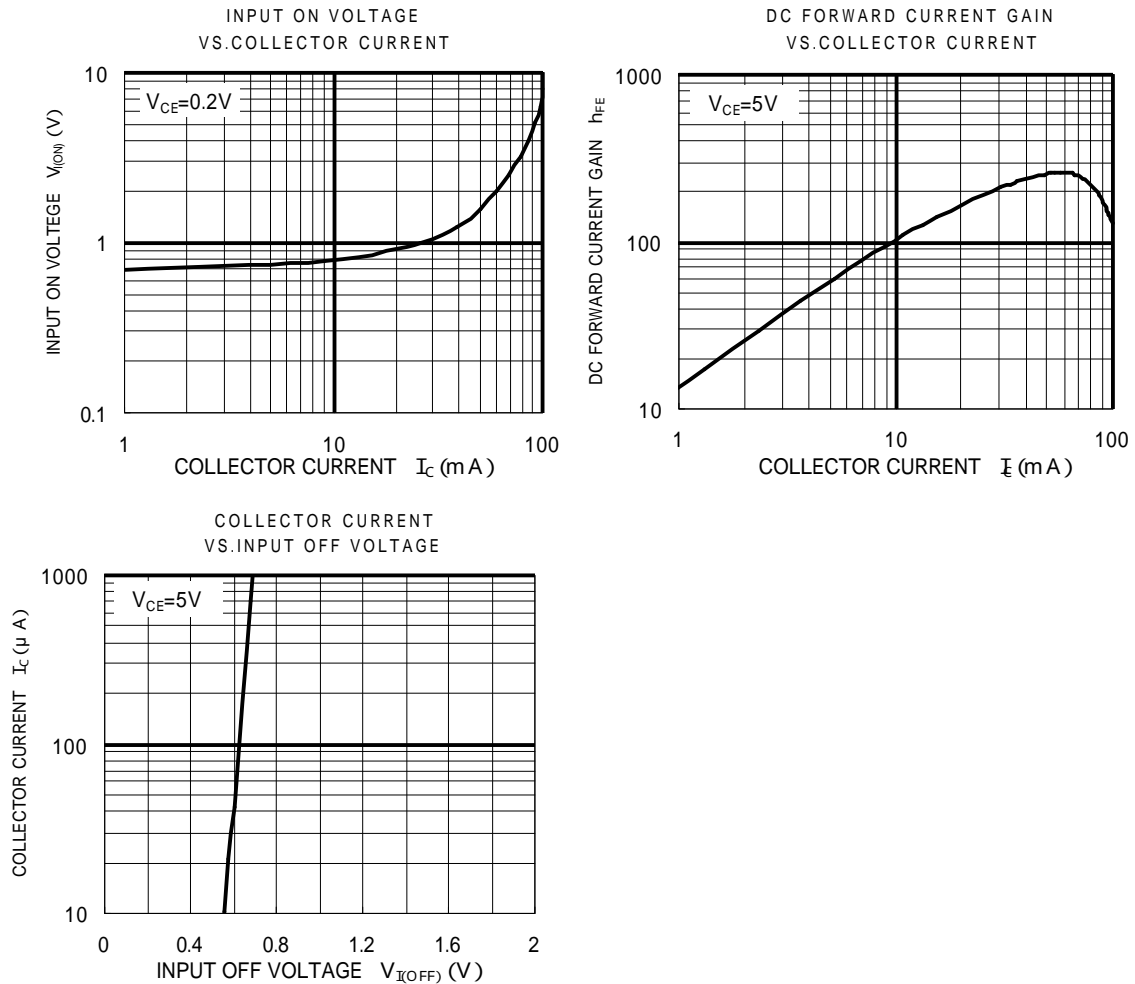 INPUT ON VOLTAGE
VS.COLLECTOR CURRENT
10
1
0.1
V_CE=0.2V
INPUT ON VOLTEGE V_I(ON) (V)
1 10 100
COLLECTOR CURRENT I_C (mA)
DC FORWARD CURRENT GAIN
VS.COLLECTOR CURRENT
1000
100
10
V_CE=5V
DC FORWARD CURRENT GAIN h_FE
1 10 100
COLLECTOR CURRENT I_C (mA)
COLLECTOR CURRENT
VS.INPUT OFF VOLTAGE
1000
100
10
V_CE=5V
COLLECTOR CURRENT I_C (μA)
0 0.4 0.8 1.2 1.6 2
INPUT OFF VOLTAGE V_I(OFF) (V)